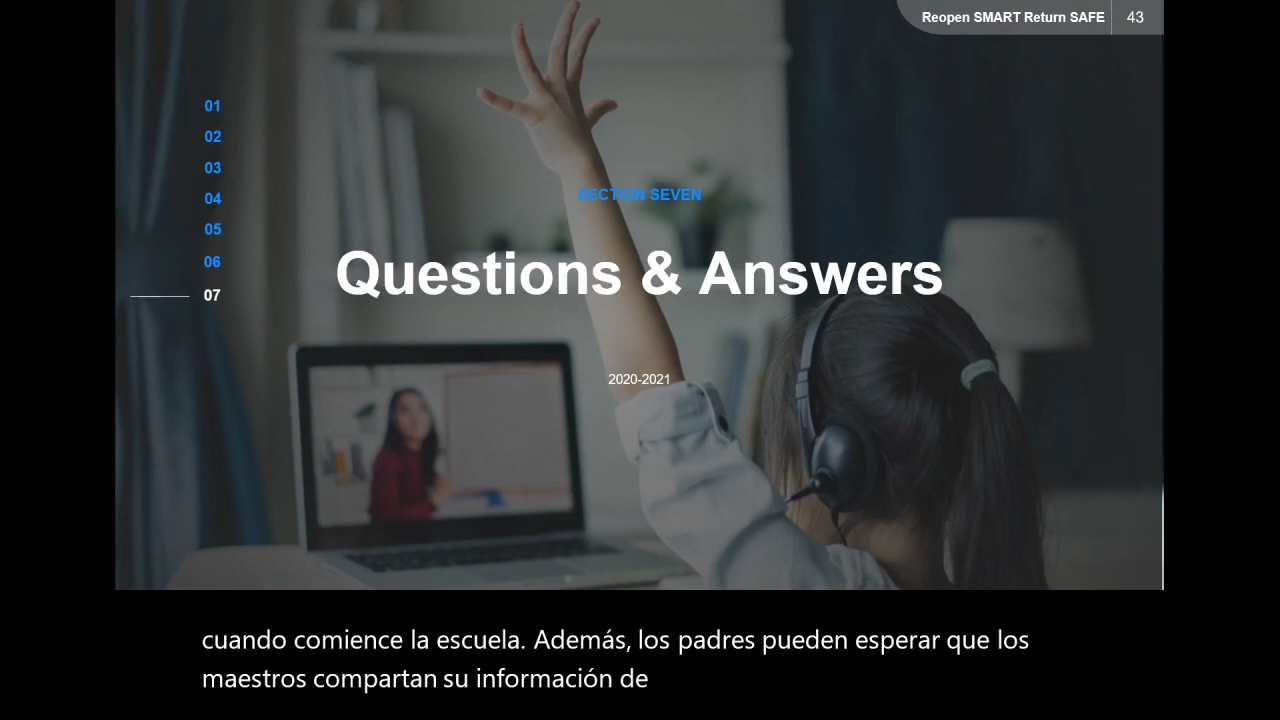 Reopen SMART Return SAFE 43
01
02
03
04
05
06
07
SECTION SEVEN
Questions & Answers
2020-2021
cuando comience la escuela. Además, los padres pueden esperar que los
maestros compartan su información de